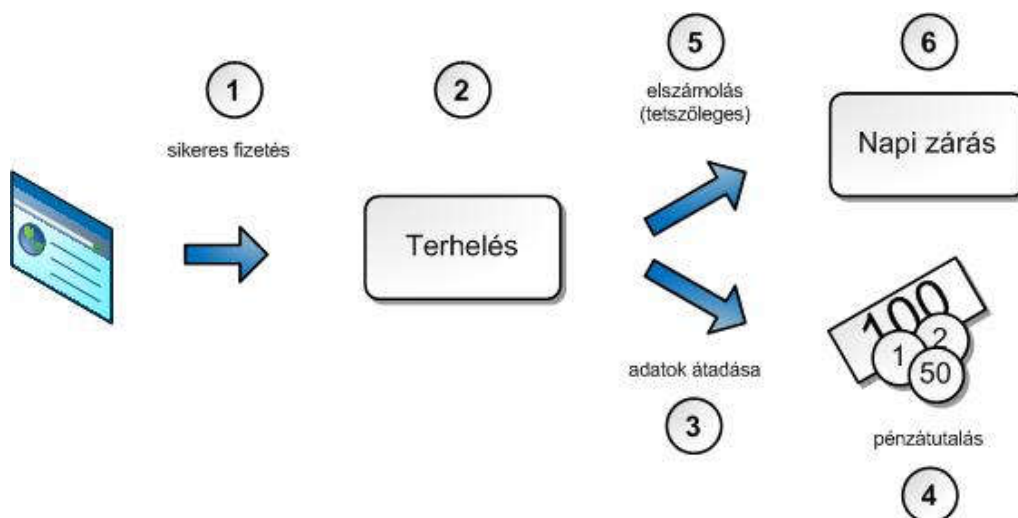 1
sikeres fizetés
2
Terhelés
5
elszámolás
(tetszőleges)
6
Napi zárás
adatok átadása
3
100
1
2
50
pénzátutalás
4